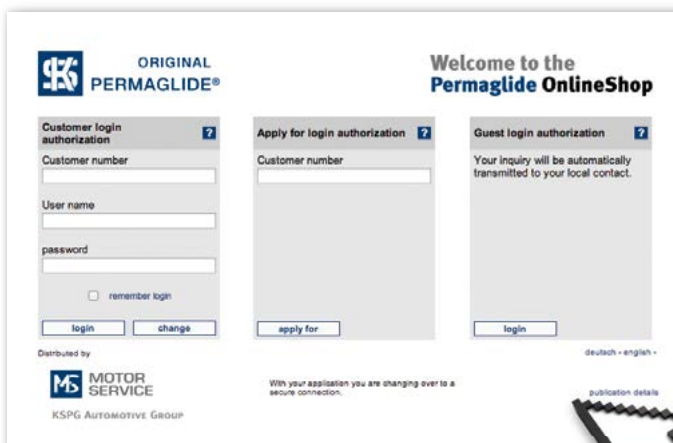 ORIGINAL
PERMAGLIDE®
Welcome to the
Permaglide OnlineShop
Customer login
authorization
?
Customer number
User name
password
remember login
login
change
Apply for login authorization
?
Customer number
apply for
Guest login authorization
?
Your inquiry will be automatically
transmitted to your local contact.
login
Distributed by
MS
MOTOR
SERVICE
KSPG AUTOMOTIVE GROUP
With your application you are changing over to a
secure connection.
deutsch - english -
publication details